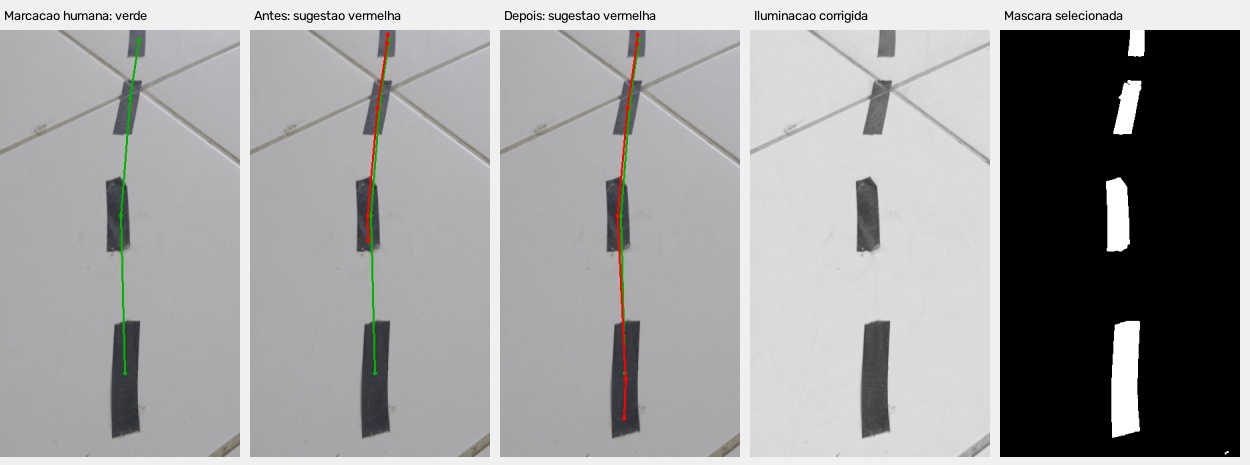 Marcacao humana: verde
Antes: sugestao vermelha
Depois: sugestao vermelha
Iluminacao corrigida
Mascara selecionada